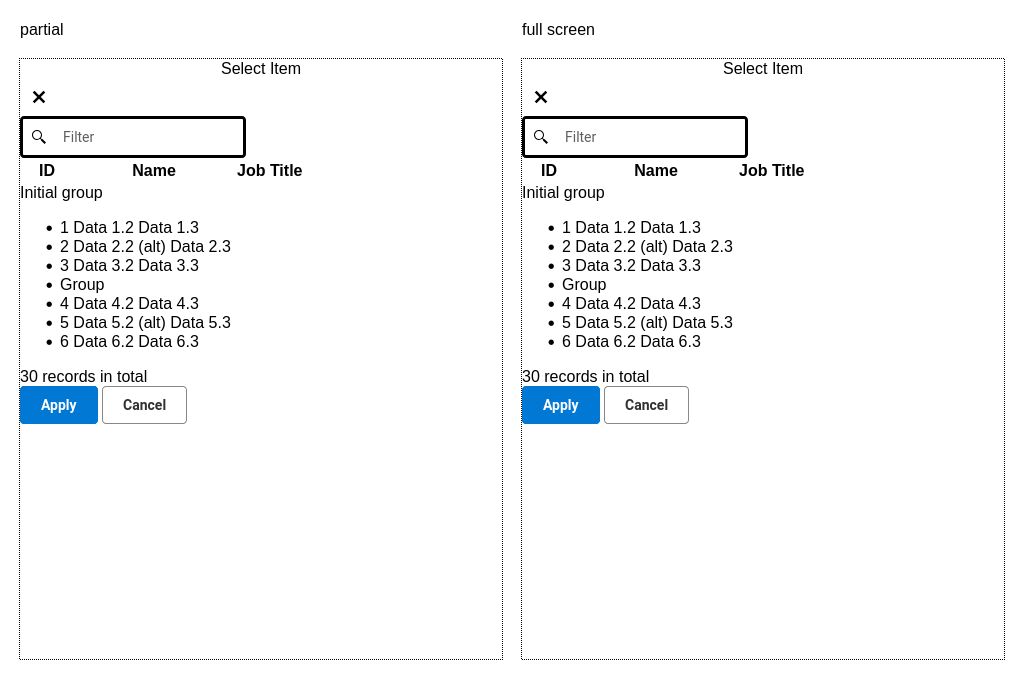 partial
Select Item
Filter
ID Name Job Title
Initial group
1 Data 1.2 Data 1.3
2 Data 2.2 (alt) Data 2.3
3 Data 3.2 Data 3.3
Group
4 Data 4.2 Data 4.3
5 Data 5.2 (alt) Data 5.3
6 Data 6.2 Data 6.3
30 records in total
Apply Cancel
full screen
Select Item
Filter
ID Name Job Title
Initial group
1 Data 1.2 Data 1.3
2 Data 2.2 (alt) Data 2.3
3 Data 3.2 Data 3.3
Group
4 Data 4.2 Data 4.3
5 Data 5.2 (alt) Data 5.3
6 Data 6.2 Data 6.3
30 records in total
Apply Cancel